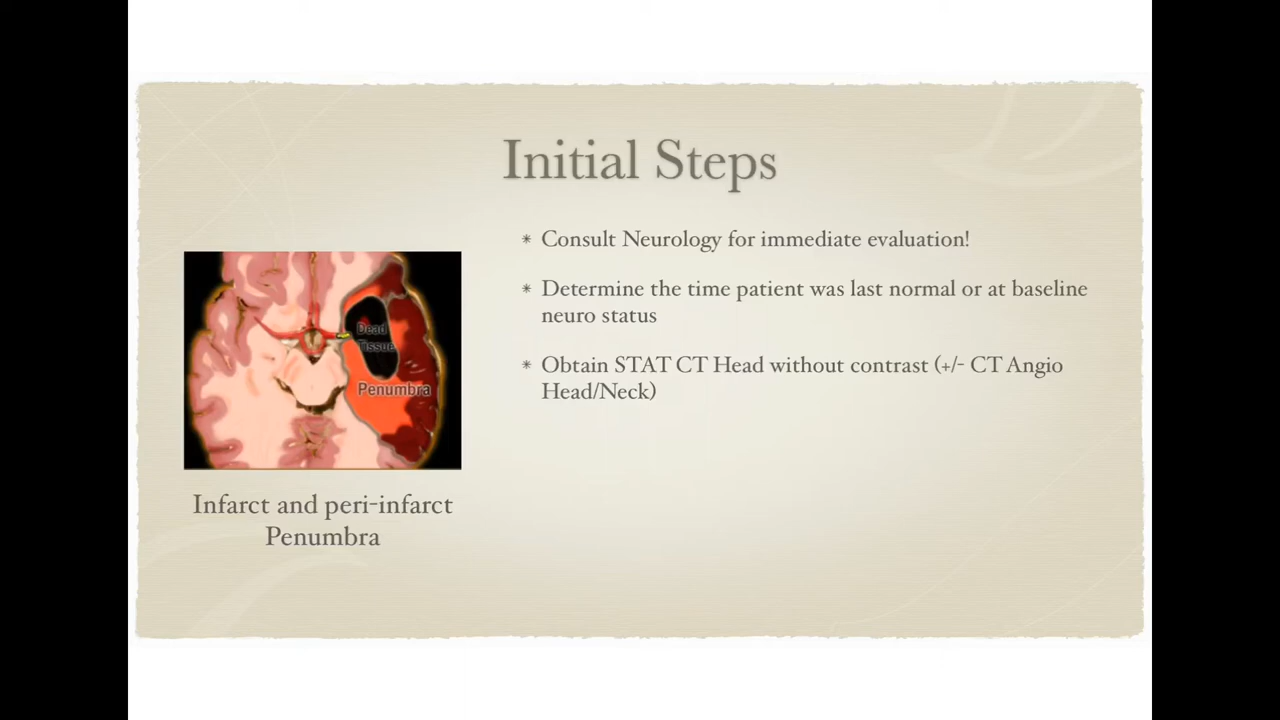 Initial Steps
* Consult Neurology for immediate evaluation!
* Determine the time patient was last normal or at baseline
neuro status
* Obtain STAT CT Head without contrast (+/- CT Angio
Head/Neck)
Dead
Tissue
Penumbra
Infarct and peri-infarct
Penumbra